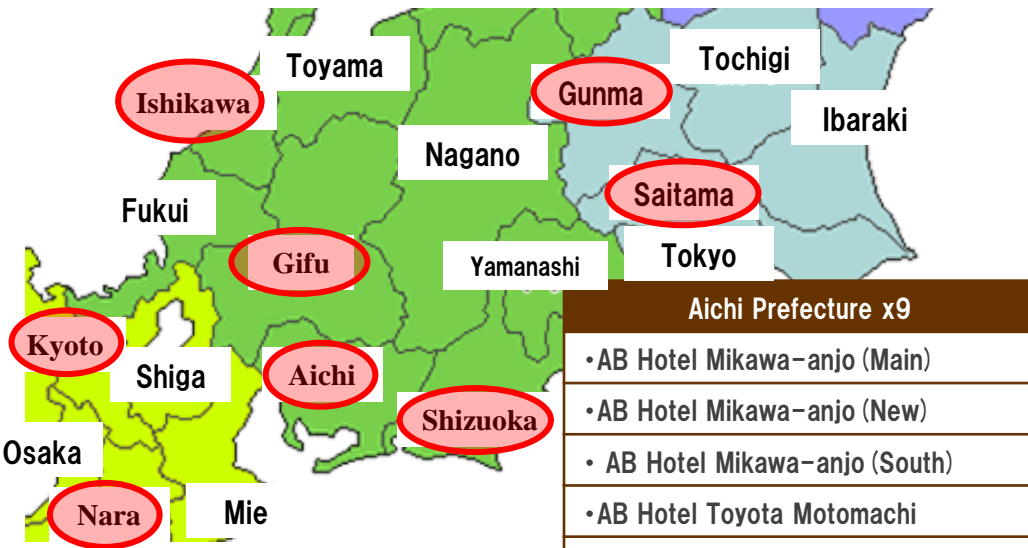 Toyama
Tochigi
Ishikawa
Gunma
Ibaraki
Nagano
Saitama
Fukui
Gifu
Yamanashi
Tokyo
Kyoto
Shiga
Aichi
Shizuoka
Osaka
Nara
Mie
Aichi Prefecture x9
•AB Hotel Mikawa-anjo (Main)
•AB Hotel Mikawa-anjo (New)
• AB Hotel Mikawa-anjo (South)
•AB Hotel Toyota Motomachi